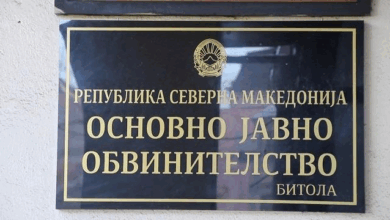 РЕПУБЛИКА СЕВЕРНА МАКЕДОНИЈА
ОСНОВНО ЈАВНО
ОБВИНИТЕЛСТВО
БИТОЛА